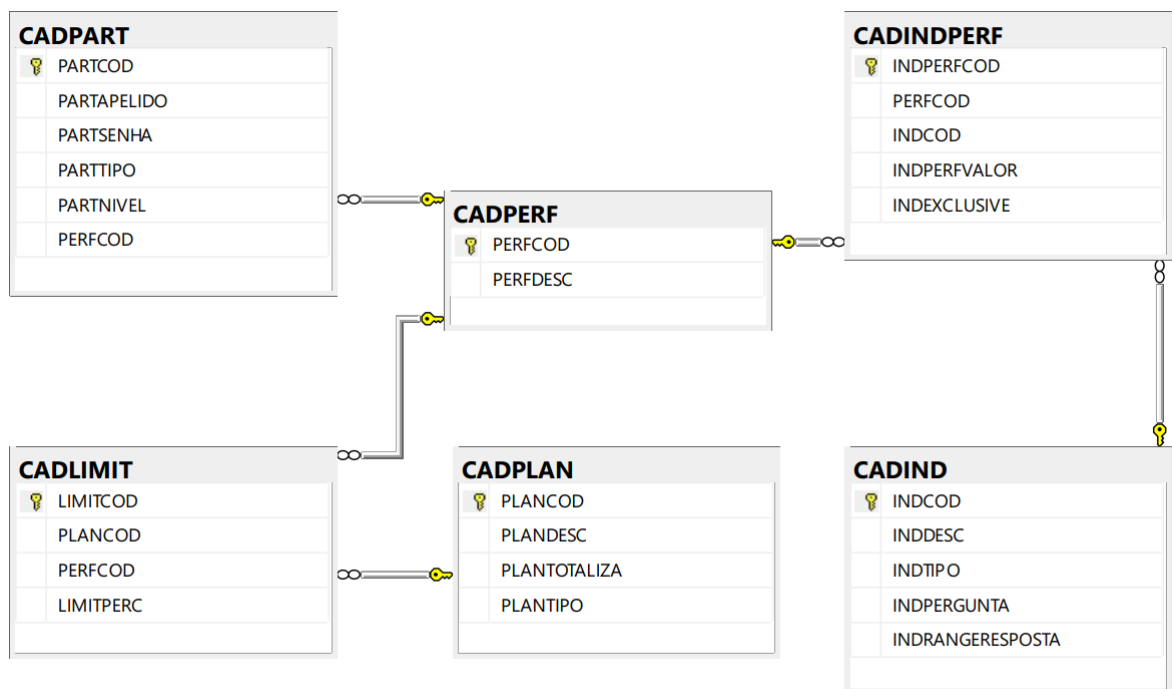 CADPART
PARTCOD
PARTAPELIDO
PARTSENHA
PARTTIPO
PARTNIVEL
PERFCOD
CADPERF
PERFCOD
PERFDESC
CADINDPERF
INDPERFCOD
PERFCOD
INDCOD
INDPERFVALOR
INDEXCLUSIVE
CADLIMIT
LIMITCOD
PLANCOD
PERFCOD
LIMITPERC
CADPLAN
PLANCOD
PLANDESC
PLANTOTALIZA
PLANTIPO
CADIND
INDCOD
INDDESC
INDTIPO
INDPERGUNTA
INDRANGERESPOSTA